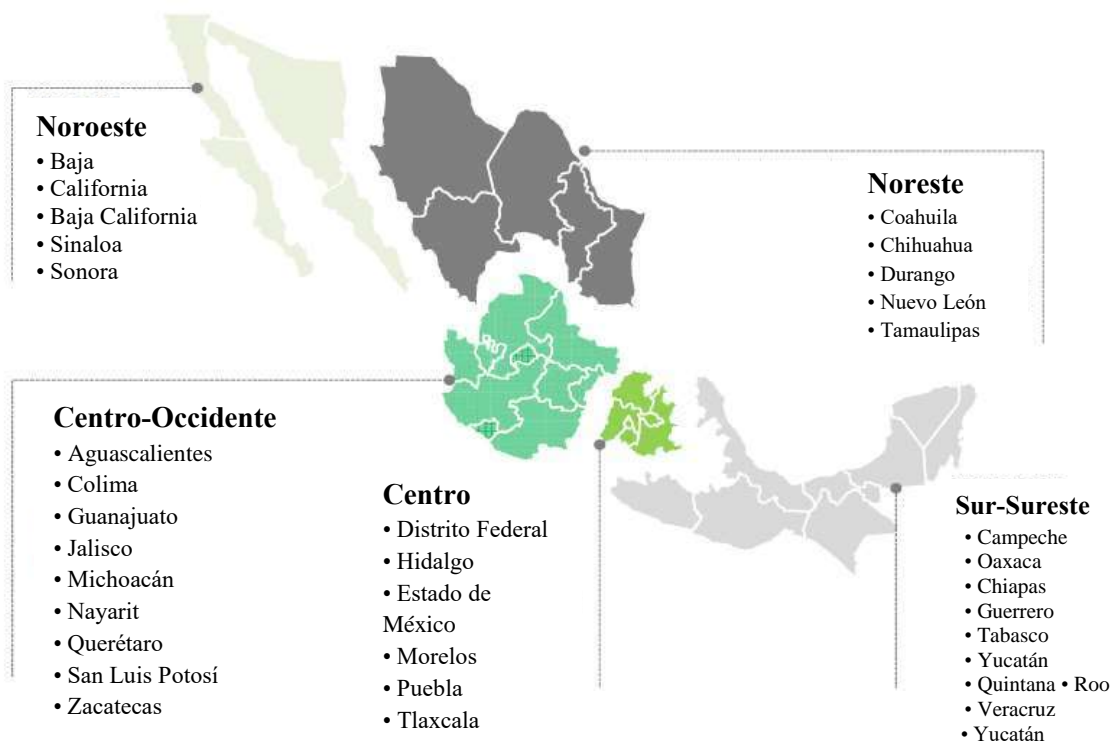 Noroeste
• Baja
• California
• Baja California
• Sinaloa
• Sonora
Noreste
• Coahuila
• Chihuahua
• Durango
• Nuevo León
• Tamaulipas
Centro-Occidente
• Aguascalientes
• Colima
• Guanajuato
• Jalisco
• Michoacán
• Nayarit
• Querétaro
• San Luis Potosí
• Zacatecas
Centro
• Distrito Federal
• Hidalgo
• Estado de
México
• Morelos
• Puebla
• Tlaxcala
Sur-Sureste
• Campeche
• Oaxaca
• Chiapas
• Guerrero
• Tabasco
• Yucatán
• Quintana • Roo
• Veracruz
• Yucatán